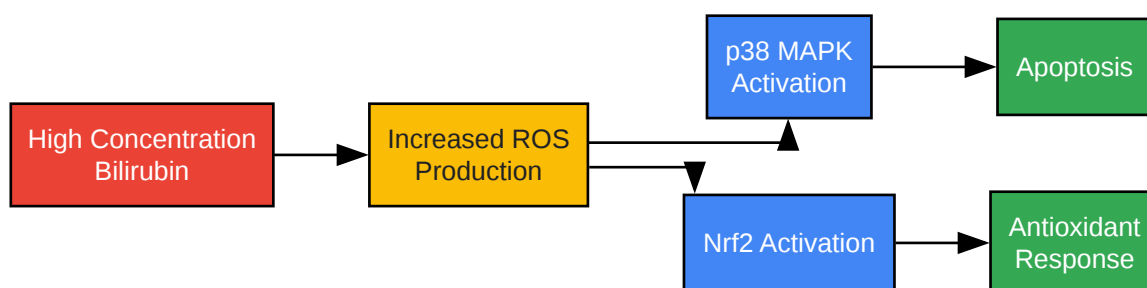 High Concentration
Bilirubin
Increased ROS
Production
p38 MAPK
Activation
Apoptosis
Nrf2 Activation
Antioxidant
Response